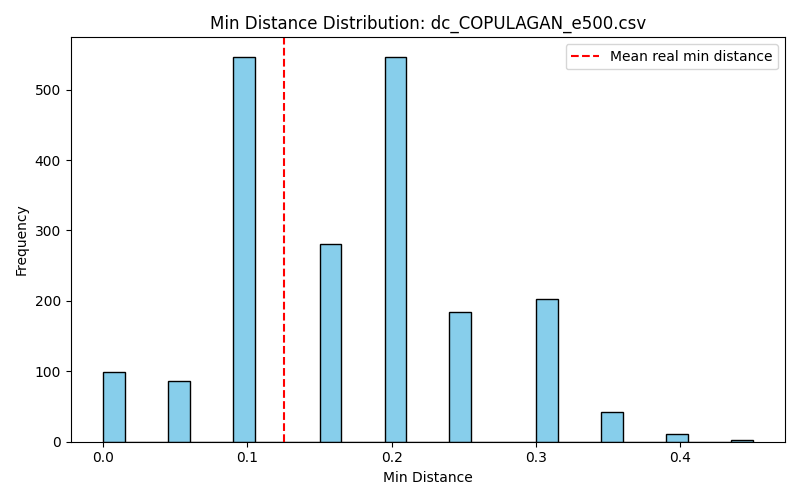 Min Distance Distribution: dc_COPULAGAN_e500.csv
Mean real min distance
Frequency
500
400
300
200
100
0
0.0 0.1 0.2 0.3 0.4
Min Distance